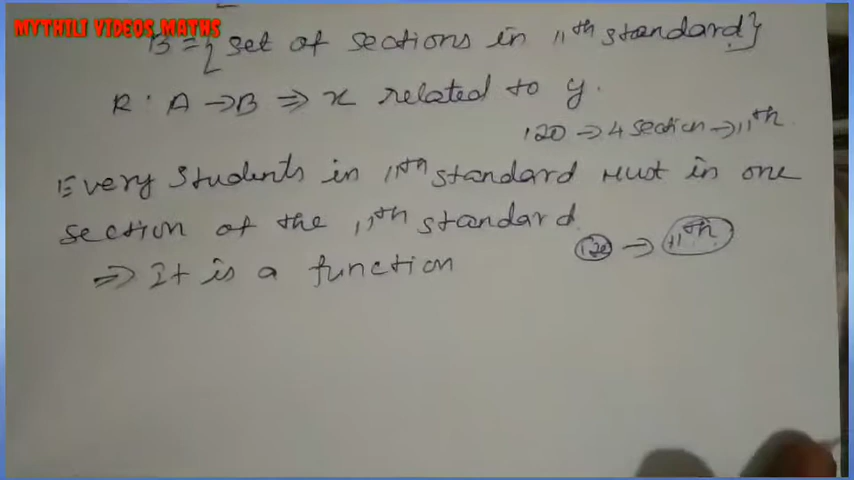 MYTHILI VIDEOS MATHS
B = { set of sections in 11th standard }
R : A → B ⇒ x related to y.
120 → 4 section → 11th.
Every students in 11th standard must in one
section of the 11th standard.
120 → 11th
⇒ It is a function